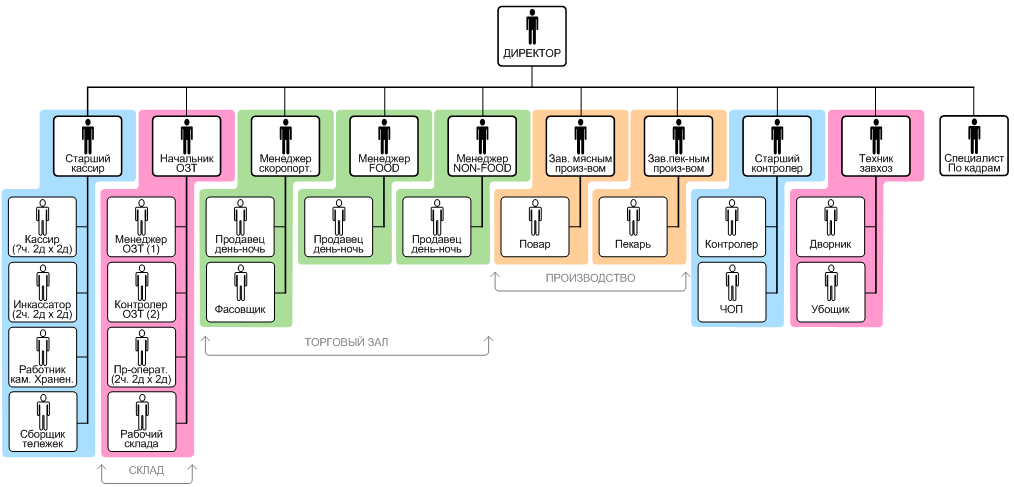 ДИРЕКТОР
Старший
кассир
Начальник
ОЗТ
Менеджер
скоропорт.
Менеджер
FOOD
Менеджер
NON-FOOD
Зав. мясным
произ-вом
Зав.пек-ным
произ-вом
Старший
контролер
Техник
завхоз
Специалист
По кадрам
Кассир
(?ч. 2д х 2д)
Менеджер
ОЗТ (1)
Продавец
день-ночь
Продавец
день-ночь
Продавец
день-ночь
Повар
Пекарь
Контролер
Дворник
Инкассатор
(2ч. 2д х 2д)
Контролер
ОЗТ (2)
Фасовщик
ПРОИЗВОДСТВО
ЧОП
Убощик
Работник
кам. Хранен.
Пр-операт.
(2ч. 2д х 2д)
ТОРГОВЫЙ ЗАЛ
Сборщик
тележек
Рабочий
склада
СКЛАД